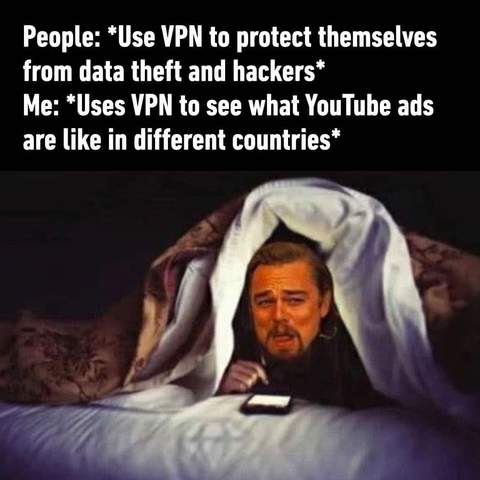 People: *Use VPN to protect themselves
from data theft and hackers*
Me: *Uses VPN to see what YouTube ads
are like in different countries*